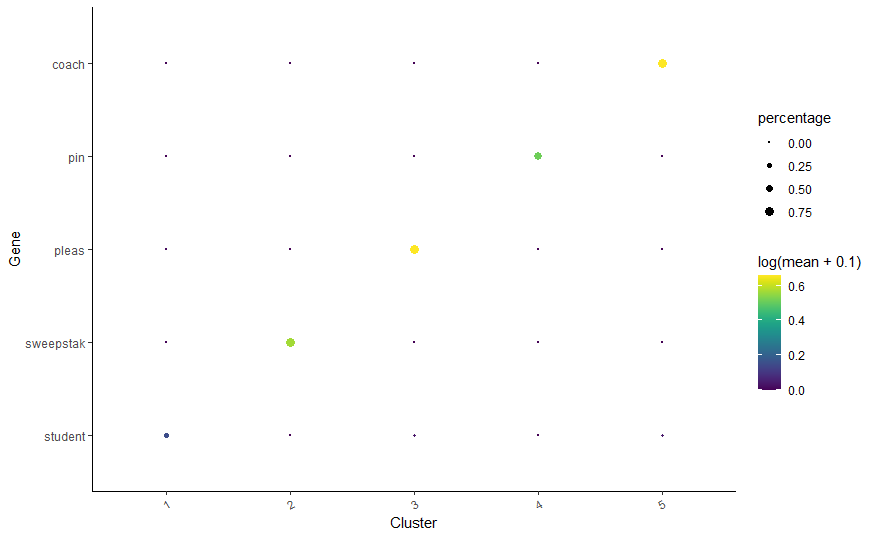 coach
pin
pleas
sweepstak
student
Gene
1
2
3
4
5
Cluster
percentage
0.00
0.25
0.50
0.75
log(mean + 0.1)
0.6
0.4
0.2
0.0